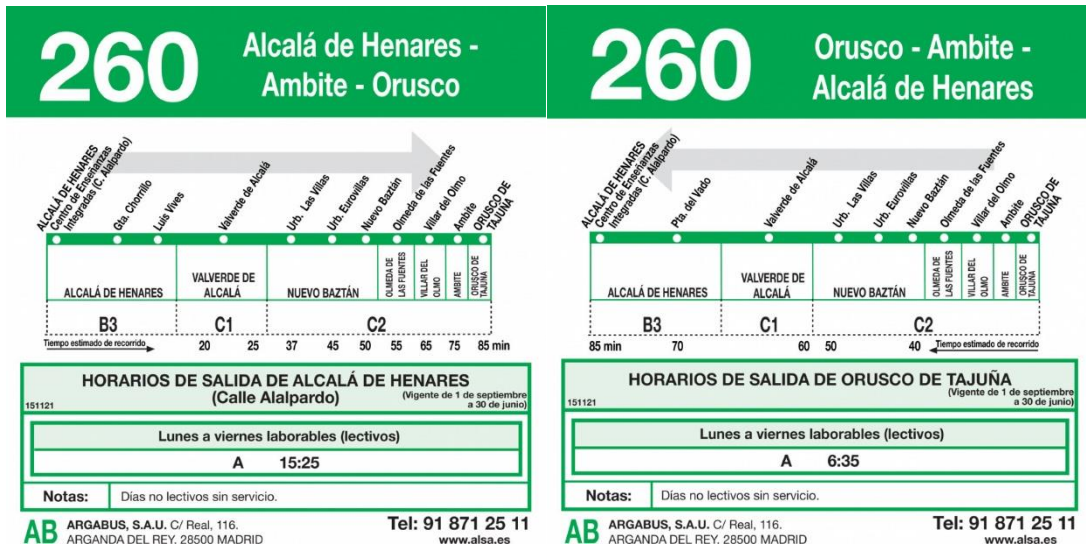 260
Alcalá de Henares -
Ambite - Orusco
ALCALÁ DE HENARES
Centro de Enseñanzas
Integradas (C. Alalpardo)
Gta. Chorrillo
Luis Vives
Valverde de Alcalá
Urb. Las Villas
Urb. Eurovillas
Nuevo Baztán
Olmeda de las Fuentes
Villar del Olmo
Ambite
ORUSCO DE
TAJUÑA
ALCALÁ DE HENARES
VALVERDE DE
ALCALÁ
NUEVO BAZTÁN
OLMEDA DE
LAS FUENTES
VILLAR DEL
OLMO
AMBITE
ORUSCO DE
TAJUÑA
B3 C1 C2
Tiempo estimado de recorrido 20 25 37 45 50 55 65 75 85 min
HORARIOS DE SALIDA DE ALCALÁ DE HENARES
(Calle Alalpardo)
(Vigente de 1 de septiembre
a 30 de junio)
151121
Lunes a viernes laborables (lectivos)
A 15:25
Notas: Días no lectivos sin servicio.
AB
ARGABUS, S.A.U. C/ Real, 116.
ARGANDA DEL REY. 28500 MADRID
Tel: 91 871 25 11
www.alsa.es
260
Orusco - Ambite -
Alcalá de Henares
ALCALÁ DE HENARES
Centro de Enseñanzas
Integradas (C. Alalpardo)
Pta. del Vado
Valverde de Alcalá
Urb. Las Villas
Urb. Eurovillas
Nuevo Baztán
Olmeda de las Fuentes
Villar del Olmo
Ambite
ORUSCO DE
TAJUÑA
ALCALÁ DE HENARES
VALVERDE DE
ALCALÁ
NUEVO BAZTÁN
OLMEDA DE
LAS FUENTES
VILLAR DEL
OLMO
AMBITE
ORUSCO DE
TAJUÑA
B3 C1 C2
85 min 70 60 50 40 Tiempo estimado de recorrido
HORARIOS DE SALIDA DE ORUSCO DE TAJUÑA
(Vigente de 1 de septiembre
a 30 de junio)
151121
Lunes a viernes laborables (lectivos)
A 6:35
Notas: Días no lectivos sin servicio.
AB
ARGABUS, S.A.U. C/ Real, 116.
ARGANDA DEL REY. 28500 MADRID
Tel: 91 871 25 11
www.alsa.es